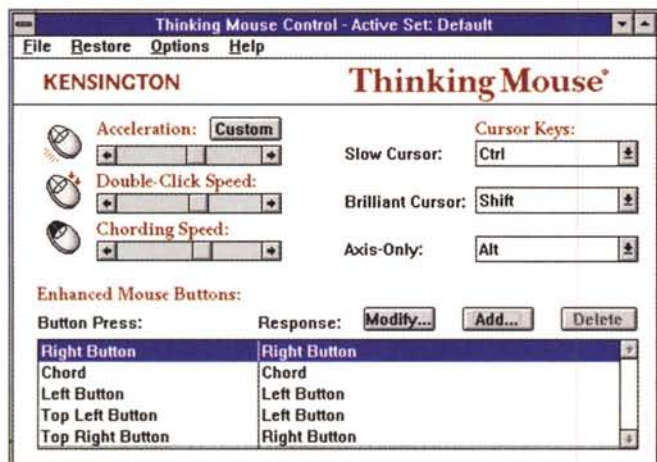 Thinking Mouse Control - Active Set: Default
File Restore Options Help
KENSINGTON Thinking Mouse®
Acceleration: Custom Cursor Keys:
Slow Cursor: Ctrl
Double-Click Speed:
Brilliant Cursor: Shift
Chording Speed:
Axis-Only: Alt
Enhanced Mouse Buttons:
Button Press: Response: Modify... Add... Delete
Right Button Right Button
Chord Chord
Left Button Left Button
Top Left Button Left Button
Top Right Button Right Button